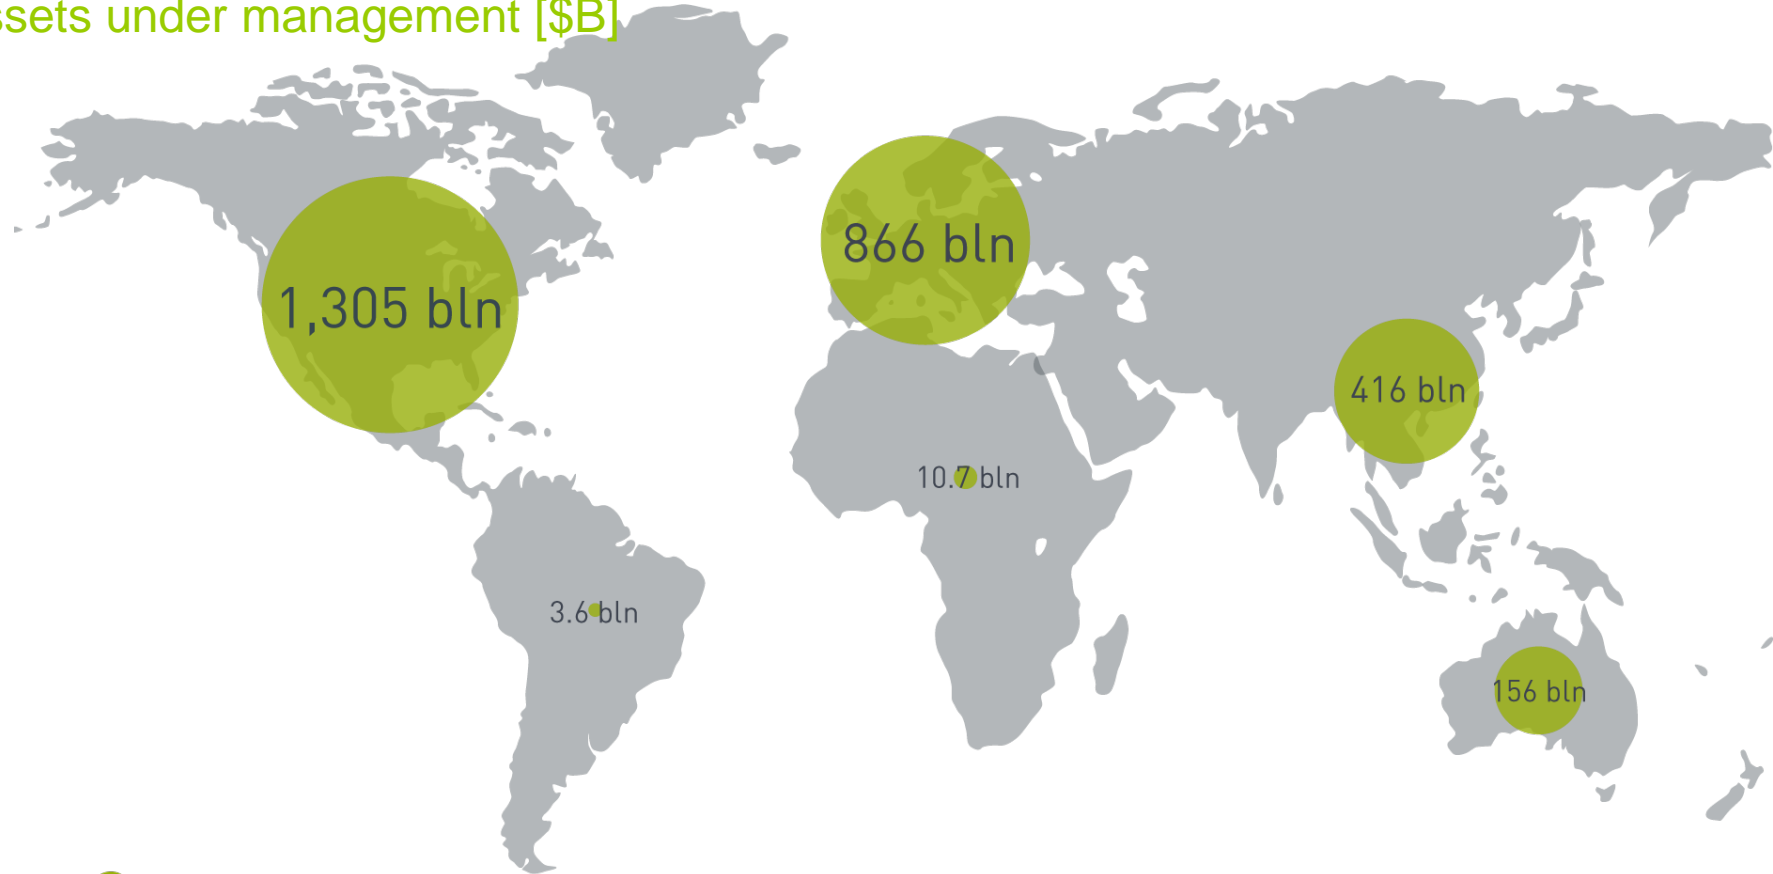 ssets under management [$B]
866 bln
1,305 bln
416 bln
10.7 bln
3.6 bln
156 bln